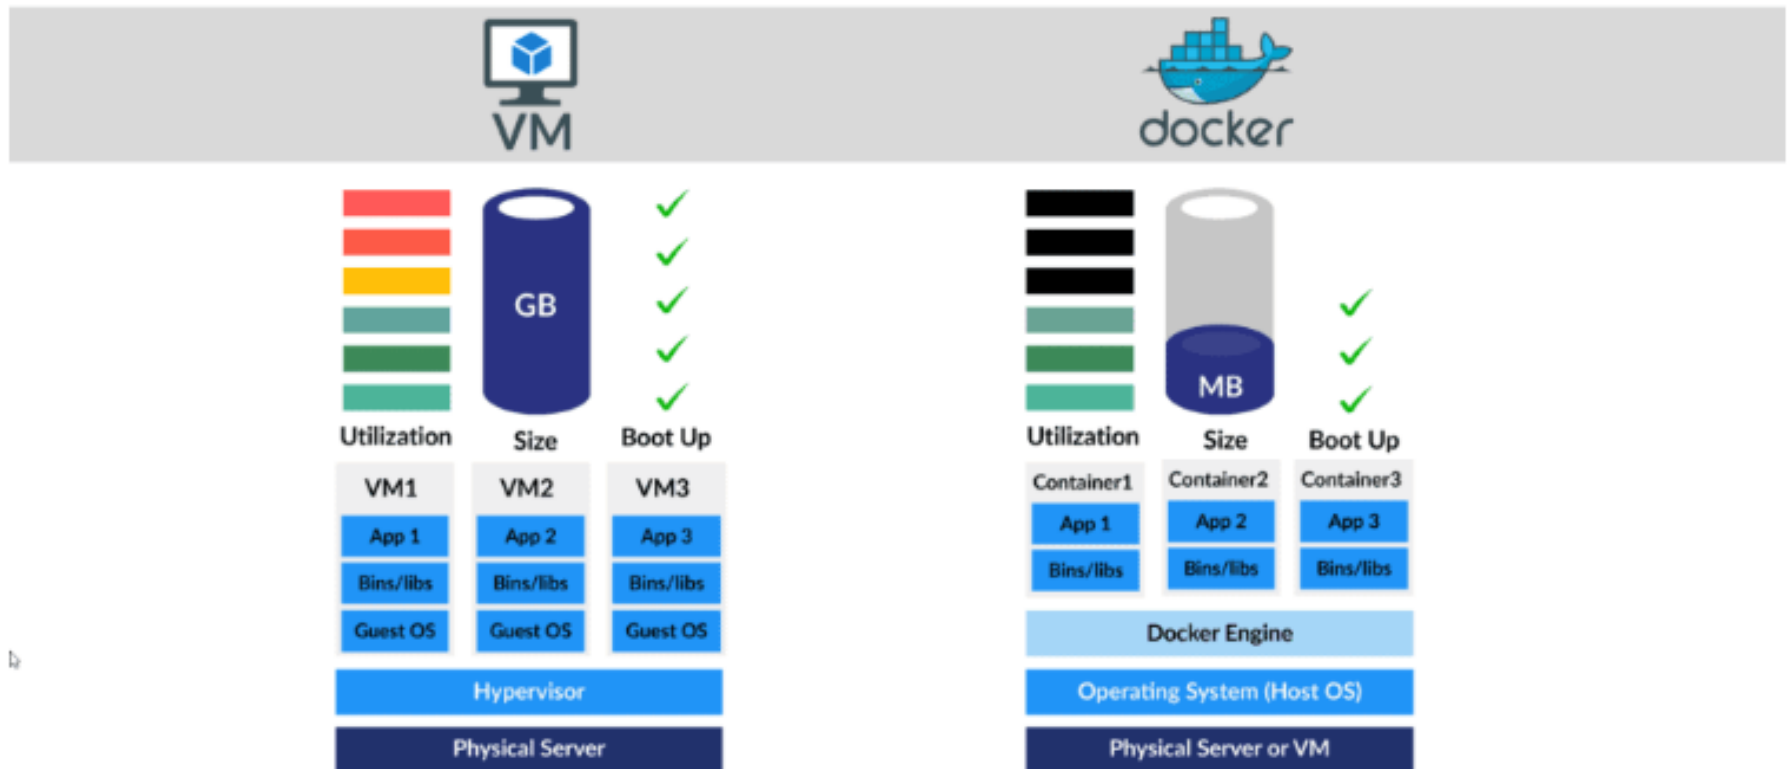 VM
docker
GB
Utilization Size Boot Up
VM1 VM2 VM3
App 1 App 2 App 3
Bins/libs Bins/libs Bins/libs
Guest OS Guest OS Guest OS
Hypervisor
Physical Server
MB
Utilization Size Boot Up
Container1 Container2 Container3
App 1 App 2 App 3
Bins/libs Bins/libs Bins/libs
Docker Engine
Operating System (Host OS)
Physical Server or VM